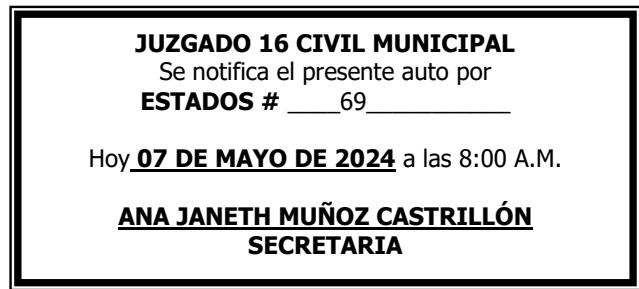 JUZGADO 16 CIVIL MUNICIPAL
Se notifica el presente auto por
ESTADOS # ____69___________
Hoy 07 DE MAYO DE 2024 a las 8:00 A.M.
ANA JANETH MUÑOZ CASTRILLÓN
SECRETARIA